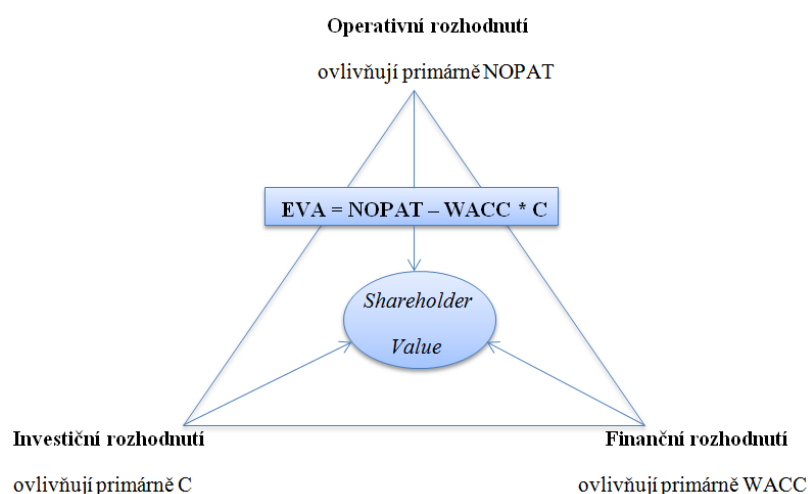 Operativní rozhodnutí
ovlivňují primárně NOPAT
EVA = NOPAT – WACC * C
Shareholder
Value
Investiční rozhodnutí
ovlivňují primárně C
Finanční rozhodnutí
ovlivňují primárně WACC